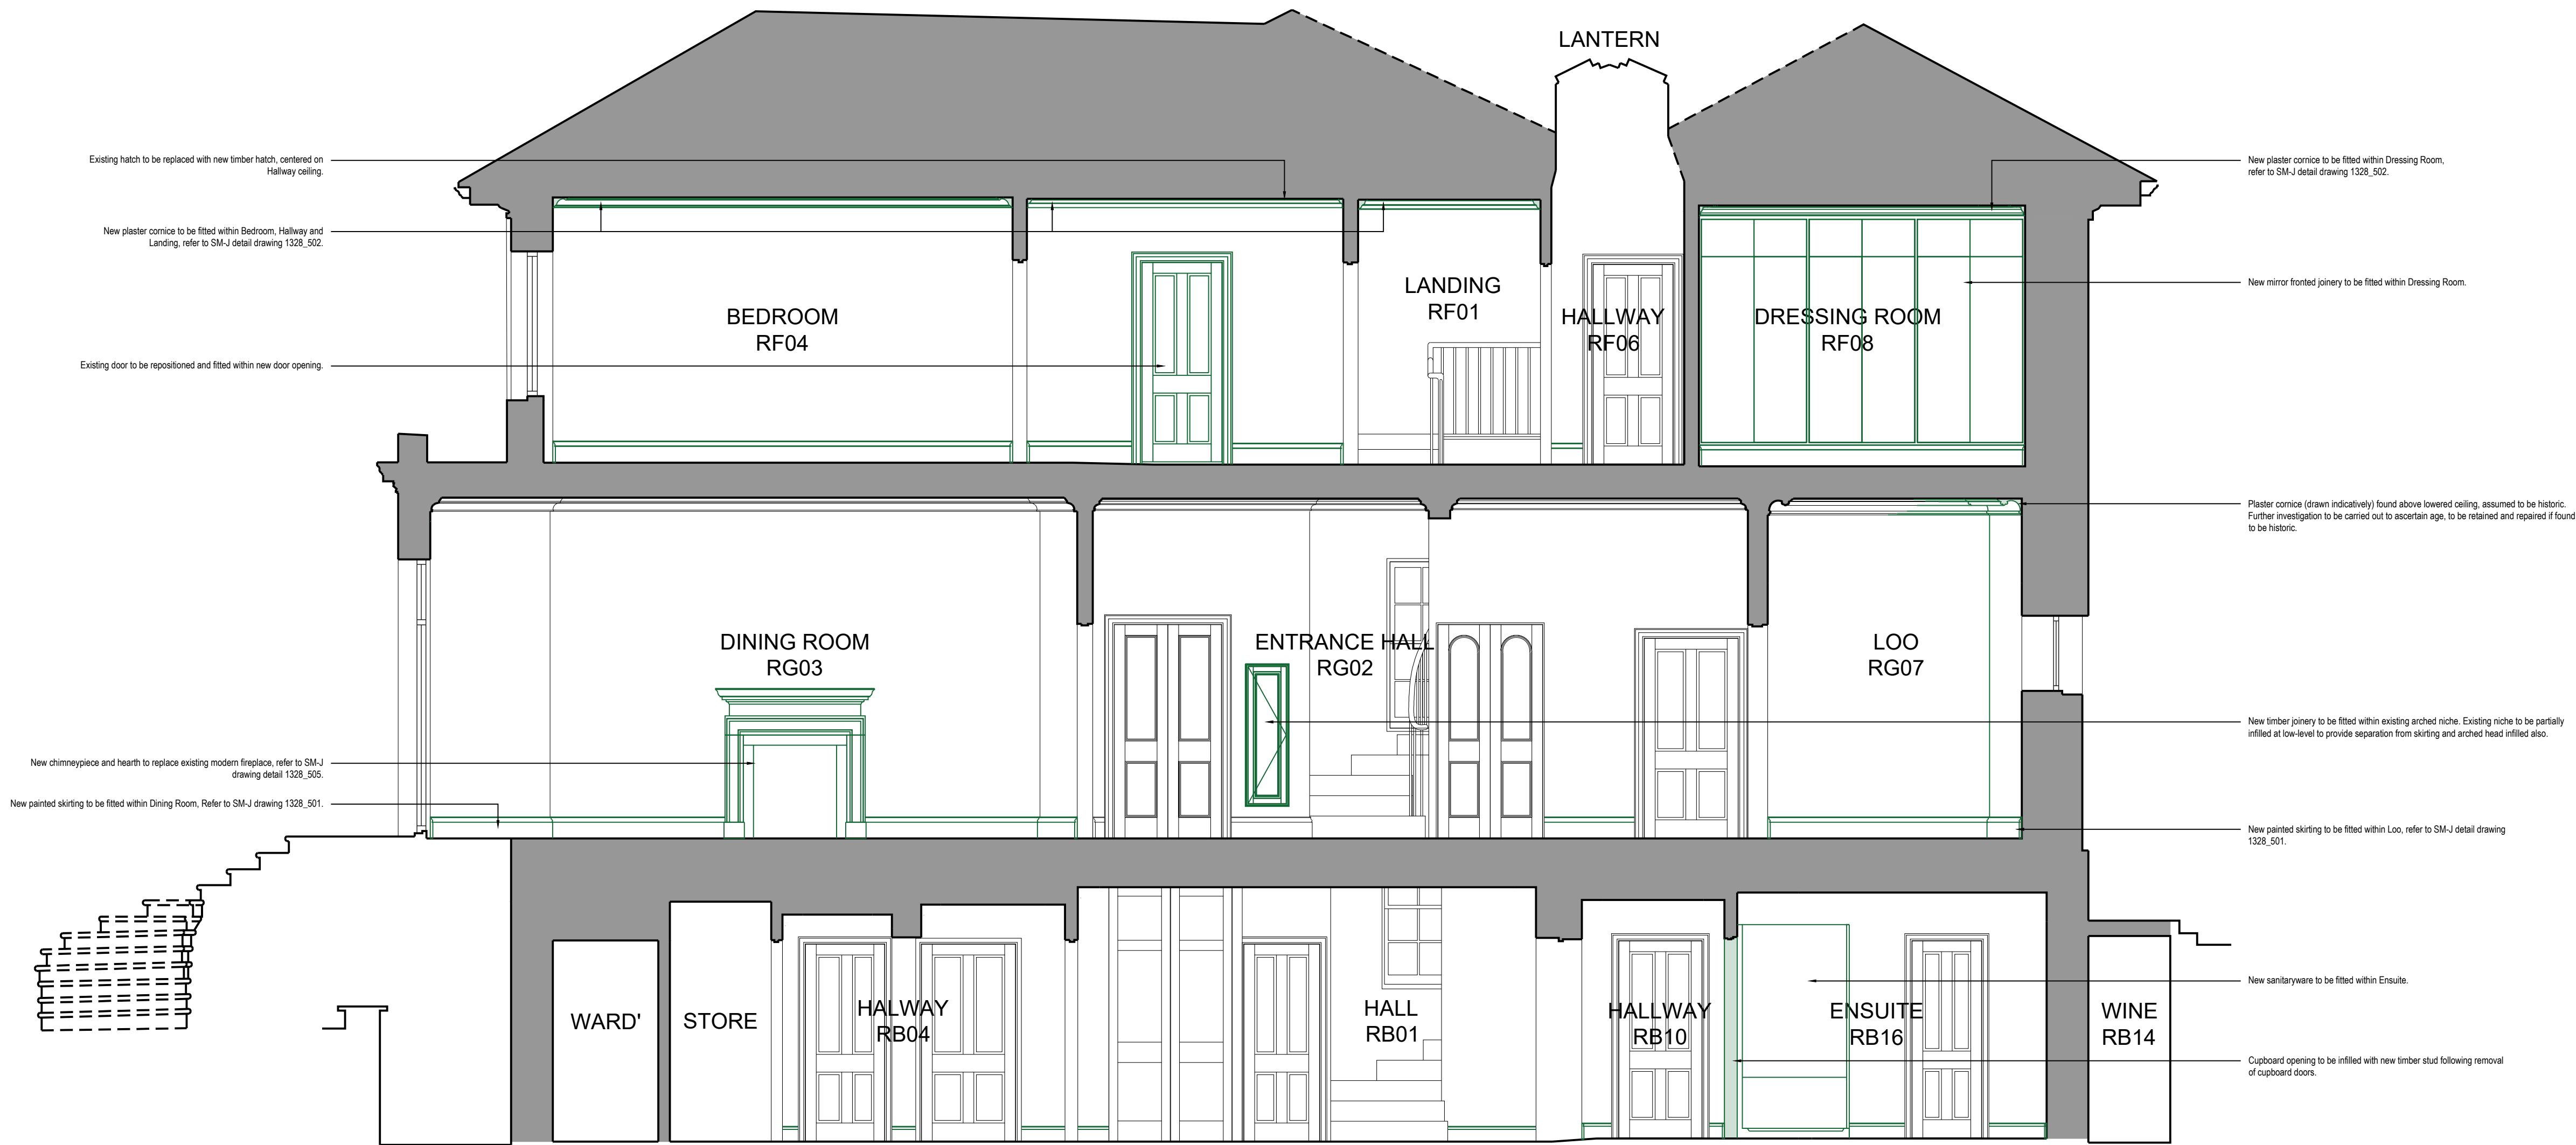 LANTERN
Existing hatch to be replaced with new timber hatch, centered on
Hallway ceiling.
New plaster cornice to be fitted within Bedroom, Hallway and
Landing, refer to SM-J detail drawing 1328_502.
Existing door to be repositioned and fitted within new door opening.
New plaster cornice to be fitted within Dressing Room,
refer to SM-J detail drawing 1328_502.
New mirror fronted joinery to be fitted within Dressing Room.
BEDROOM
RF04
LANDING
RF01
HALLWAY
RF06
DRESSING ROOM
RF08
Plaster cornice (drawn indicatively) found above lowered ceiling, assumed to be historic.
Further investigation to be carried out to ascertain age, to be retained and repaired if found
to be historic.
DINING ROOM
RG03
ENTRANCE HALL
RG02
LOO
RG07
New timber joinery to be fitted within existing arched niche. Existing niche to be partially
infilled at low-level to provide separation from skirting and arched head infilled also.
New chimneypiece and hearth to replace existing modern fireplace, refer to SM-J
drawing detail 1328_505.
New painted skirting to be fitted within Dining Room, Refer to SM-J drawing 1328_501.
New painted skirting to be fitted within Loo, refer to SM-J detail drawing
1328_501.
New sanitaryware to be fitted within Ensuite.
WARD'
STORE
HALWAY
RB04
HALL
RB01
HALLWAY
RB10
ENSUITE
RB16
WINE
RB14
Cupboard opening to be infilled with new timber stud following removal
of cupboard doors.